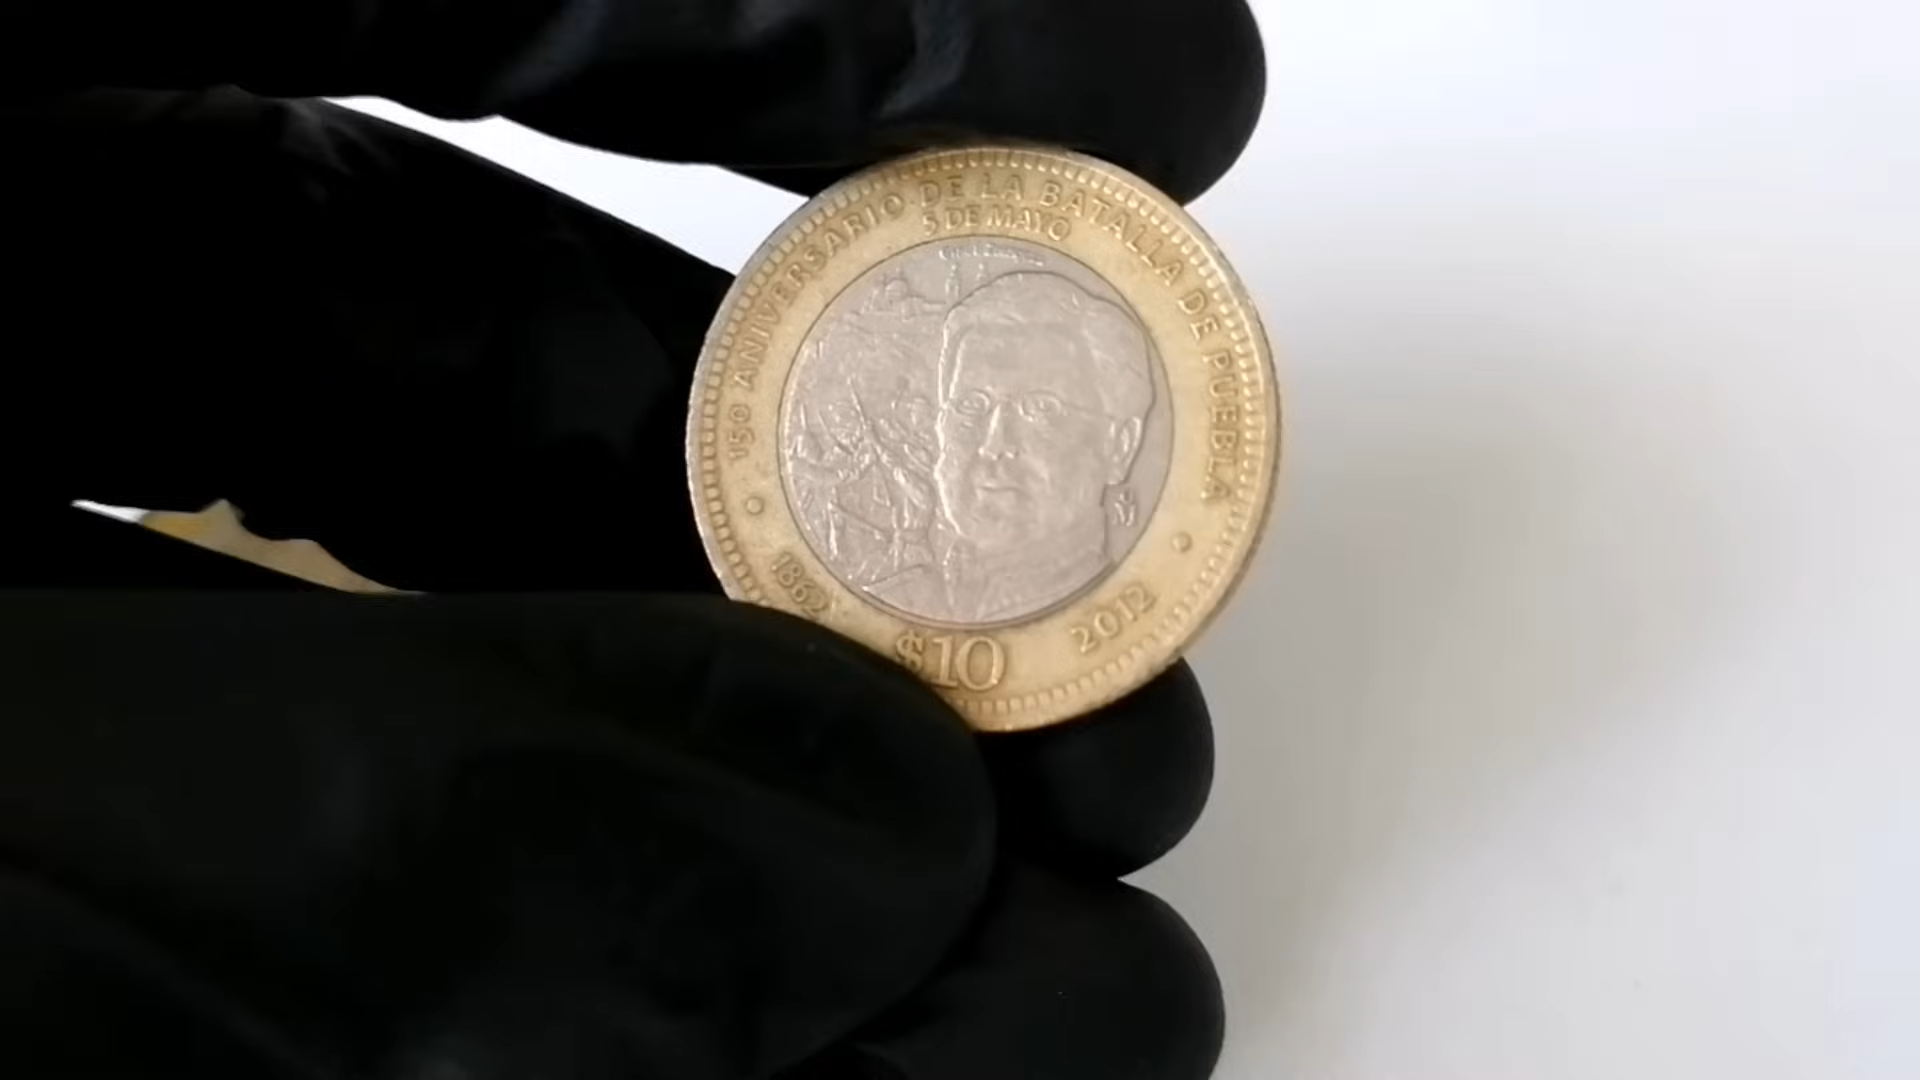 150 ANIVERSARIO DE LA BATALLA DE PUEBLA
5 DE MAYO
1862
$10
2012